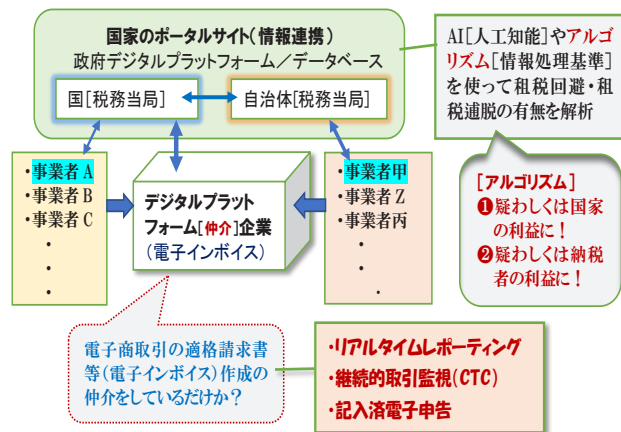 国家のポータルサイト(情報連携)
政府デジタルプラットフォーム／データベース
国[税務当局]
自治体[税務当局]
AI[人工知能]やアルゴ
リズム[情報処理基準]
を使って租税回避・租
税逋脱の有無を解析
・事業者A
・事業者B
・事業者C
・
・
・
デジタルプラット
フォーム[仲介]企業
(電子インボイス)
・事業者甲
・事業者Z
・事業者丙
・
・
・
[アルゴリズム]
❶疑わしくは国家
の利益に！
❷疑わしくは納税
者の利益に！
電子商取引の適格請求書
等(電子インボイス)作成の
仲介をしているだけか？
・リアルタイムレポーティング
・継続的取引監視(CTC)
・記入済電子申告